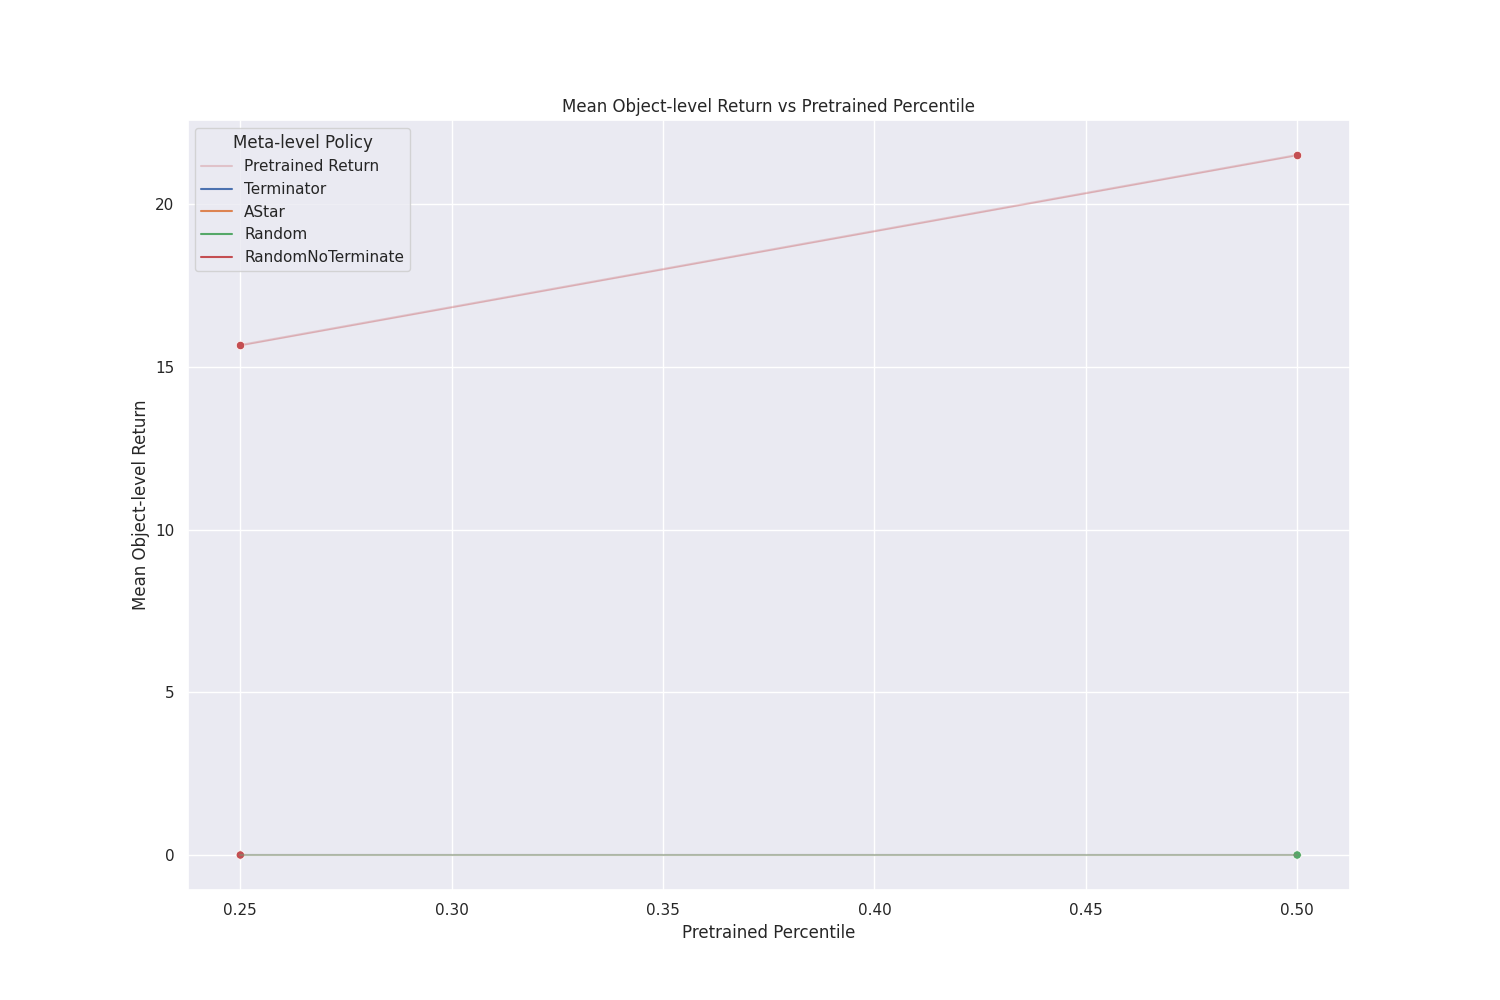 Mean Object-level Return vs Pretrained Percentile
Meta-level Policy
Pretrained Return
Terminator
AStar
Random
RandomNoTerminate
Mean Object-level Return
20
15
10
5
0
0.25
0.30
0.35
0.40
0.45
0.50
Pretrained Percentile